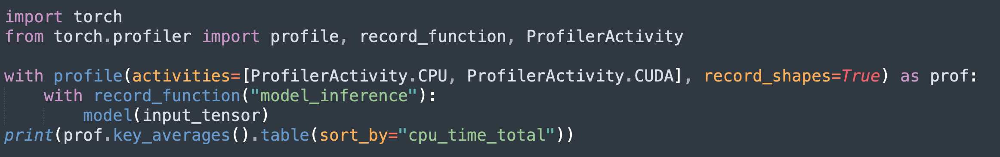 import torch
from torch.profiler import profile, record_function, ProfilerActivity

with profile(activities=[ProfilerActivity.CPU, ProfilerActivity.CUDA], record_shapes=True) as prof:
    with record_function("model_inference"):
        model(input_tensor)
print(prof.key_averages().table(sort_by="cpu_time_total"))